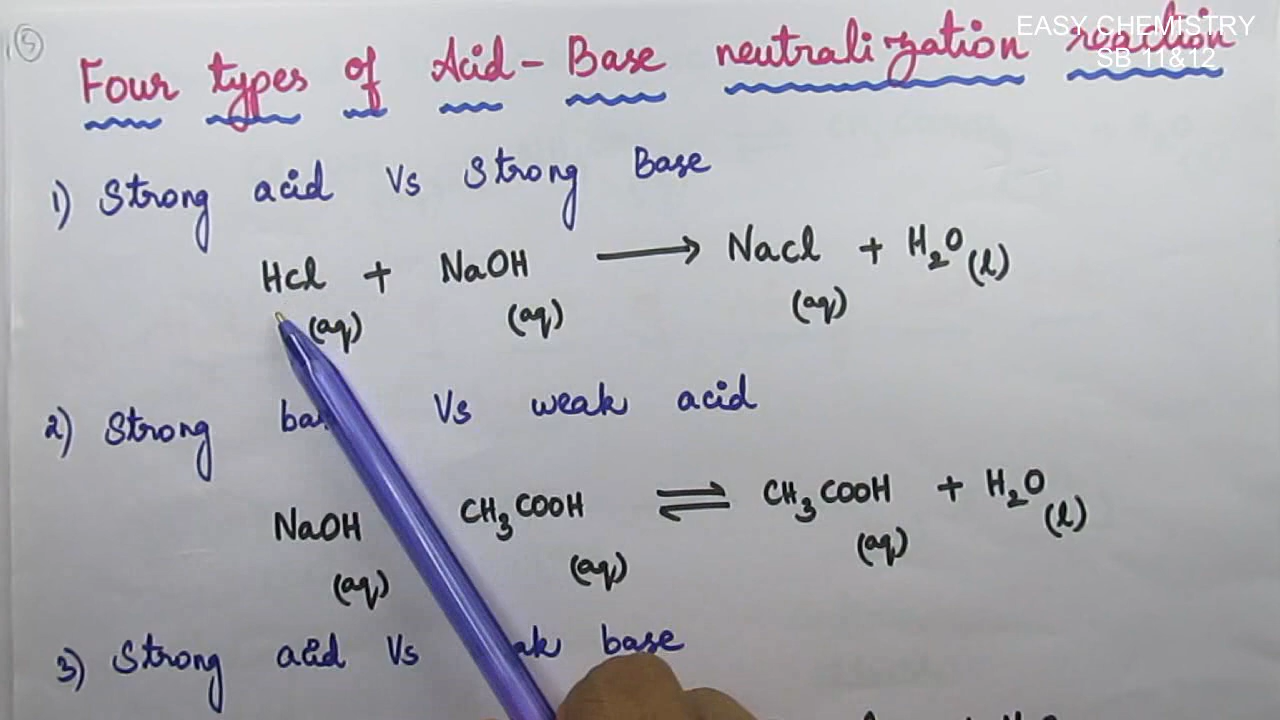 EASY CHEMISTRY
SB 11&12
5
Four types of Acid-Base neutralization reaction
1) Strong acid Vs Strong Base
HCl + NaOH ⟶ NaCl + H₂O (l)
(aq) (aq) (aq)
2) Strong Vs weak acid
NaOH CH₃COOH ⇌ CH₃COOH + H₂O (l)
(aq) (aq) (aq)
3) Strong acid Vs base